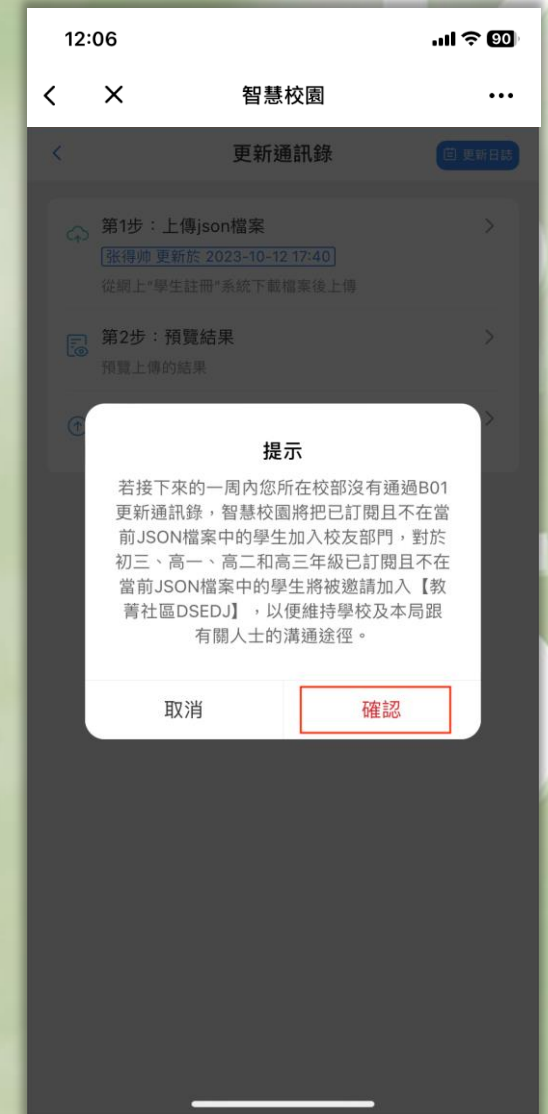 12:06
90
智慧校園
更新通訊錄
更新日誌
第1步：上傳json檔案
张得帅 更新於 2023-10-12 17:40
從網上“學生註冊”系統下載檔案後上傳
第2步：預覽結果
預覽上傳的結果
提示
若接下來的一周內您所在校部沒有通過B01
更新通訊錄，智慧校園將把已訂閱且不在當
前JSON檔案中的學生加入校友部門，對於
初三、高一、高二和高三年級已訂閱且不在
當前JSON檔案中的學生將被邀請加入【教
菁社區DSEDJ】，以便維持學校及本局跟
有關人士的溝通途徑。
取消
確認